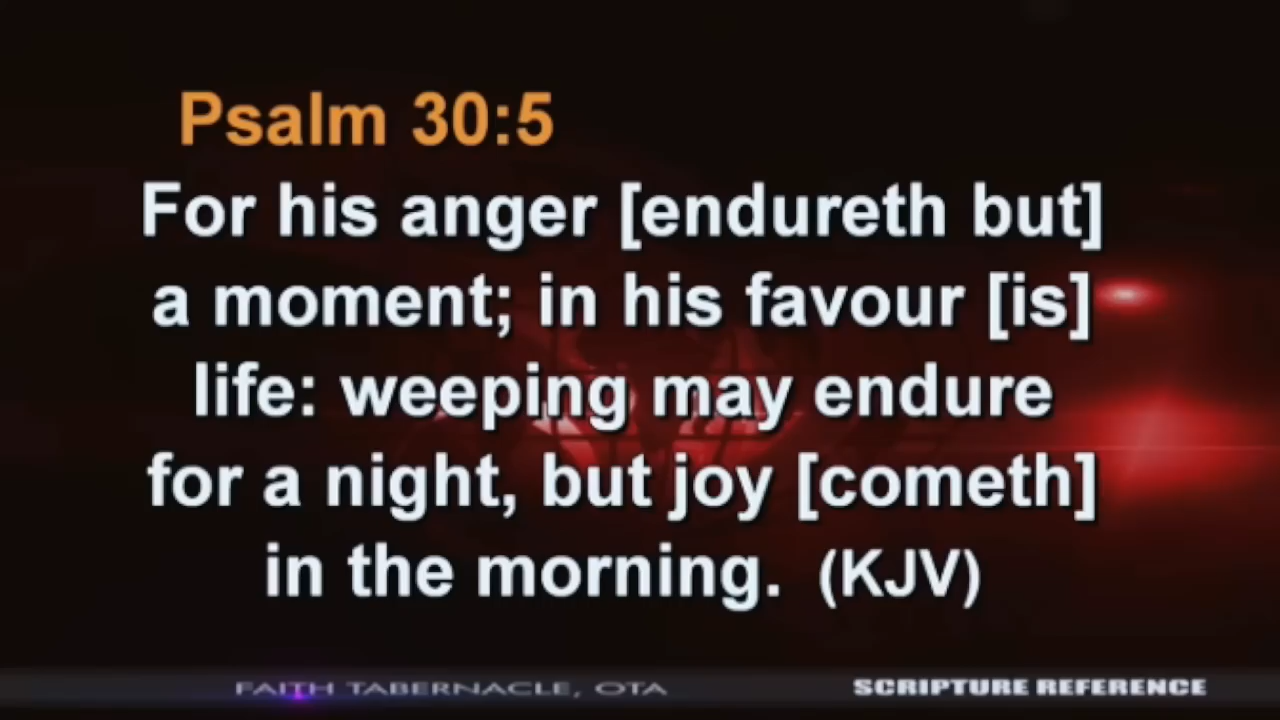 Psalm 30:5
For his anger [endureth but]
a moment; in his favour [is]
life: weeping may endure
for a night, but joy [cometh]
in the morning. (KJV)
FAITH TABERNACLE, OTA
SCRIPTURE REFERENCE